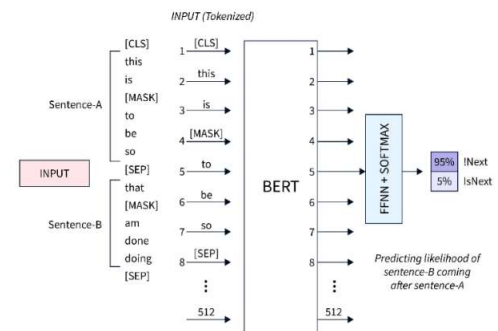 INPUT (Tokenized)
INPUT
Sentence-A
[CLS]
this
is
[MASK]
to
be
so
[SEP]
Sentence-B
that
[MASK]
am
done
doing
[SEP]
1 [CLS]
2 this
3 is
4 [MASK]
5 to
6 be
7 so
8 [SEP]
⋮
512
BERT
1
2
3
4
5
6
7
8
⋮
512
FFNN + SOFTMAX
95% !Next
5% IsNext
Predicting likelihood of
sentence-B coming
after sentence-A